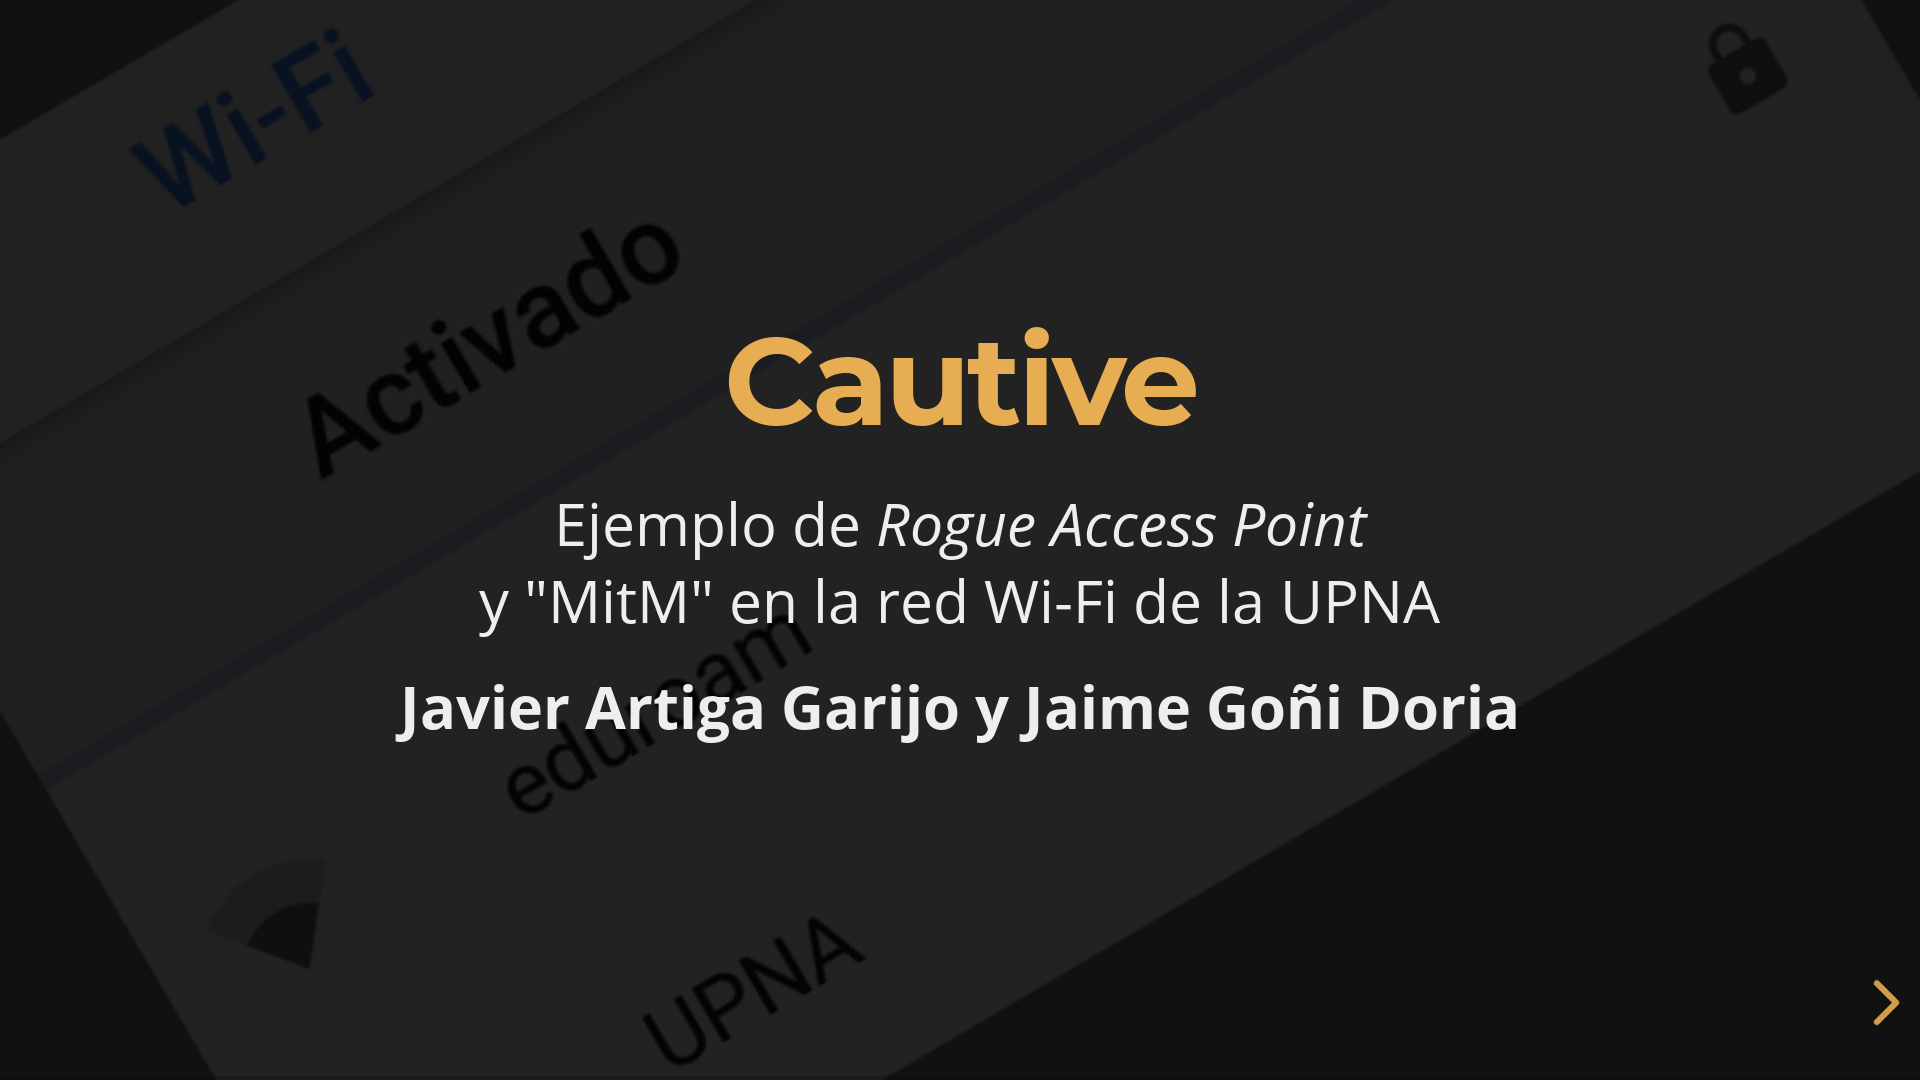 Wi-Fi
Activado
Cautive
Ejemplo de Rogue Access Point
y "MitM" en la red Wi-Fi de la UPNA
Javier Artiga Garijo y Jaime Goñi Doria
eduroam
UPNA